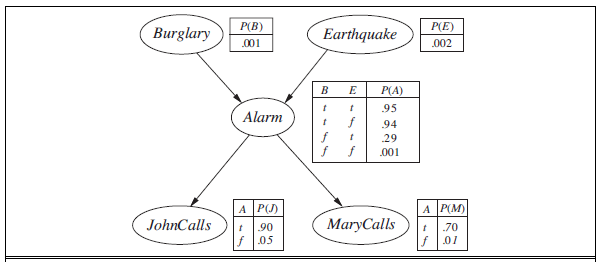 Burglary
P(B)
.001
Earthquake
P(E)
.002
B E P(A)
t t .95
t f .94
f t .29
f f .001
Alarm
JohnCalls
A P(J)
t .90
f .05
MaryCalls
A P(M)
t .70
f .01